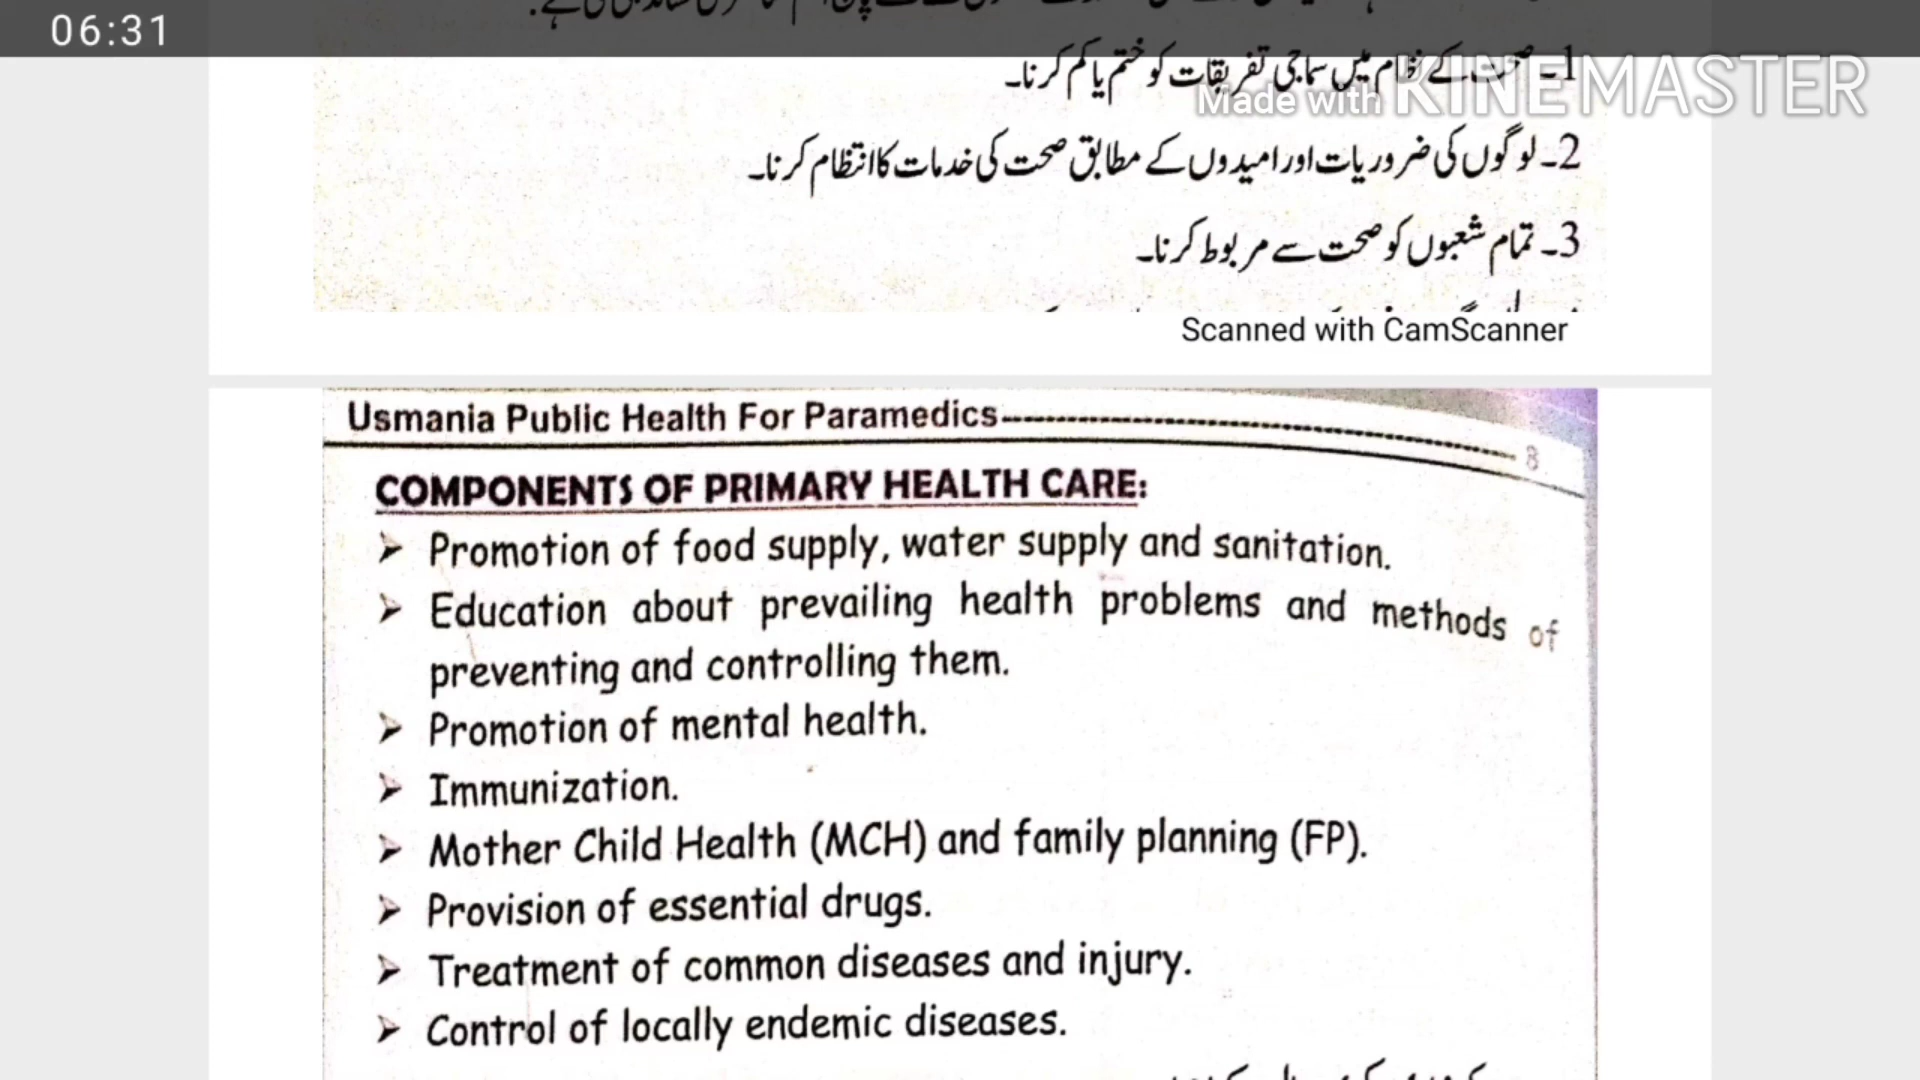 06:31
1۔ صحت کے نظام میں سماجی تفریقات کو ختم یا کم کرنا۔
Made with KINEMASTER
2۔ لوگوں کی ضروریات اور امیدوں کے مطابق صحت کی خدمات کا انتظام کرنا۔
3۔ تمام شعبوں کو صحت سے مربوط کرنا۔
Scanned with CamScanner
Usmania Public Health For Paramedics 8
COMPONENTS OF PRIMARY HEALTH CARE:
➢ Promotion of food supply, water supply and sanitation.
➢ Education about prevailing health problems and methods of
preventing and controlling them.
➢ Promotion of mental health.
➢ Immunization.
➢ Mother Child Health (MCH) and family planning (FP).
➢ Provision of essential drugs.
➢ Treatment of common diseases and injury.
➢ Control of locally endemic diseases.